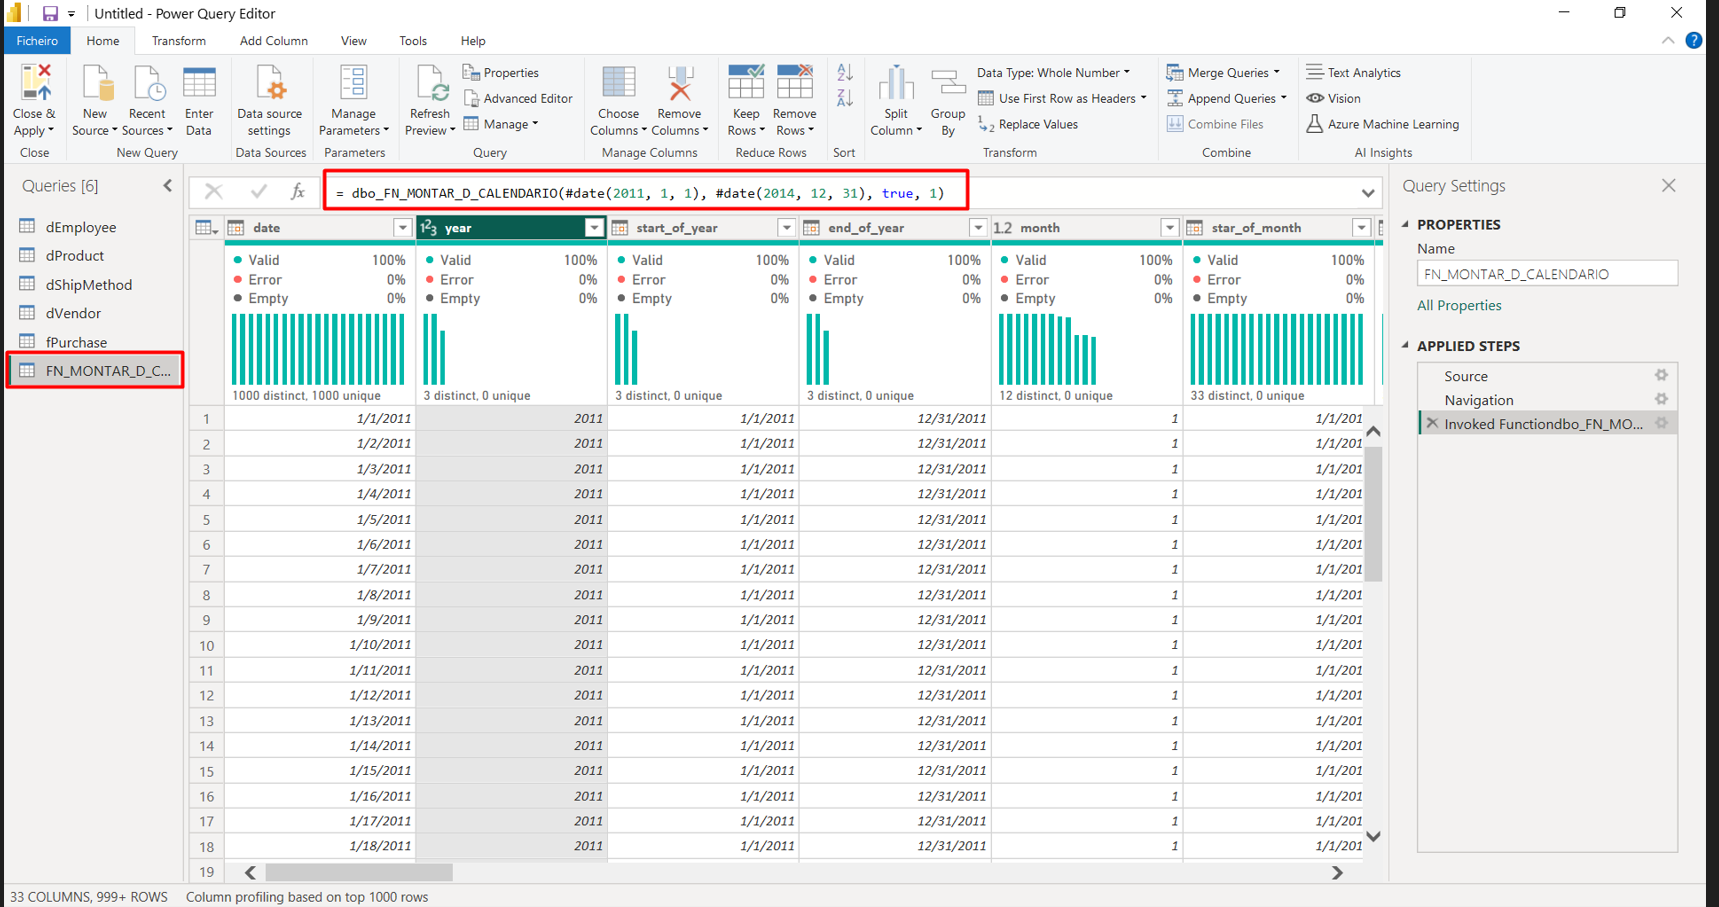 Untitled - Power Query Editor
Ficheiro Home Transform Add Column View Tools Help
Close & Apply
Close
New Source
Recent Sources
Enter Data
New Query
Data source settings
Data Sources
Manage Parameters
Parameters
Refresh Preview
Properties
Advanced Editor
Manage
Query
Choose Columns
Remove Columns
Manage Columns
Keep Rows
Remove Rows
Reduce Rows
Sort
Split Column
Group By
Data Type: Whole Number
Use First Row as Headers
Replace Values
Transform
Merge Queries
Append Queries
Combine Files
Combine
Text Analytics
Vision
Azure Machine Learning
AI Insights
Queries [6]
dEmployee
dProduct
dShipMethod
dVendor
fPurchase
FN_MONTAR_D_C...
= dbo_FN_MONTAR_D_CALENDARIO(#date(2011, 1, 1), #date(2014, 12, 31), true, 1)
date 1²3 year start_of_year end_of_year 1.2 month star_of_month
Valid 100% Valid 100% Valid 100% Valid 100% Valid 100% Valid 100%
Error 0% Error 0% Error 0% Error 0% Error 0% Error 0%
Empty 0% Empty 0% Empty 0% Empty 0% Empty 0% Empty 0%
1000 distinct, 1000 unique 3 distinct, 0 unique 3 distinct, 0 unique 3 distinct, 0 unique 12 distinct, 0 unique 33 distinct, 0 unique
1 1/1/2011 2011 1/1/2011 12/31/2011 1 1/1/201
2 1/2/2011 2011 1/1/2011 12/31/2011 1 1/1/201
3 1/3/2011 2011 1/1/2011 12/31/2011 1 1/1/201
4 1/4/2011 2011 1/1/2011 12/31/2011 1 1/1/201
5 1/5/2011 2011 1/1/2011 12/31/2011 1 1/1/201
6 1/6/2011 2011 1/1/2011 12/31/2011 1 1/1/201
7 1/7/2011 2011 1/1/2011 12/31/2011 1 1/1/201
8 1/8/2011 2011 1/1/2011 12/31/2011 1 1/1/201
9 1/9/2011 2011 1/1/2011 12/31/2011 1 1/1/201
10 1/10/2011 2011 1/1/2011 12/31/2011 1 1/1/201
11 1/11/2011 2011 1/1/2011 12/31/2011 1 1/1/201
12 1/12/2011 2011 1/1/2011 12/31/2011 1 1/1/201
13 1/13/2011 2011 1/1/2011 12/31/2011 1 1/1/201
14 1/14/2011 2011 1/1/2011 12/31/2011 1 1/1/201
15 1/15/2011 2011 1/1/2011 12/31/2011 1 1/1/201
16 1/16/2011 2011 1/1/2011 12/31/2011 1 1/1/201
17 1/17/2011 2011 1/1/2011 12/31/2011 1 1/1/201
18 1/18/2011 2011 1/1/2011 12/31/2011 1 1/1/201
19
Query Settings
PROPERTIES
Name
FN_MONTAR_D_CALENDARIO
All Properties
APPLIED STEPS
Source
Navigation
Invoked Functiondbo_FN_MO...
33 COLUMNS, 999+ ROWS Column profiling based on top 1000 rows